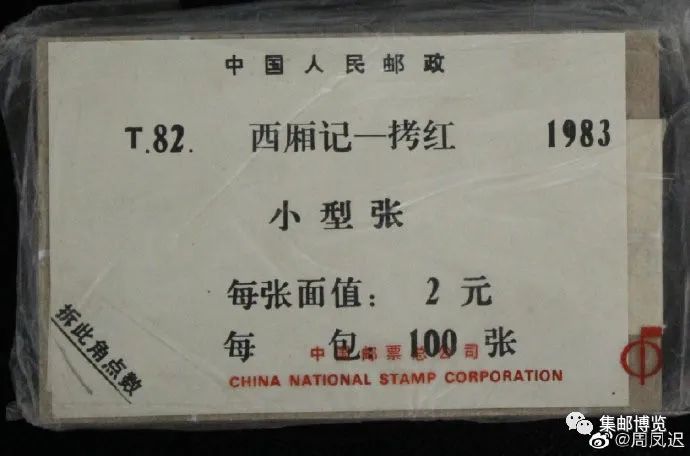 中国人民邮政
T.82. 西厢记—拷红 1983
小型张
每张面值：2元
每 包 100 张
中国邮票总公司
CHINA NATIONAL STAMP CORPORATION
拆此角点数
集邮博览
@周凤迟